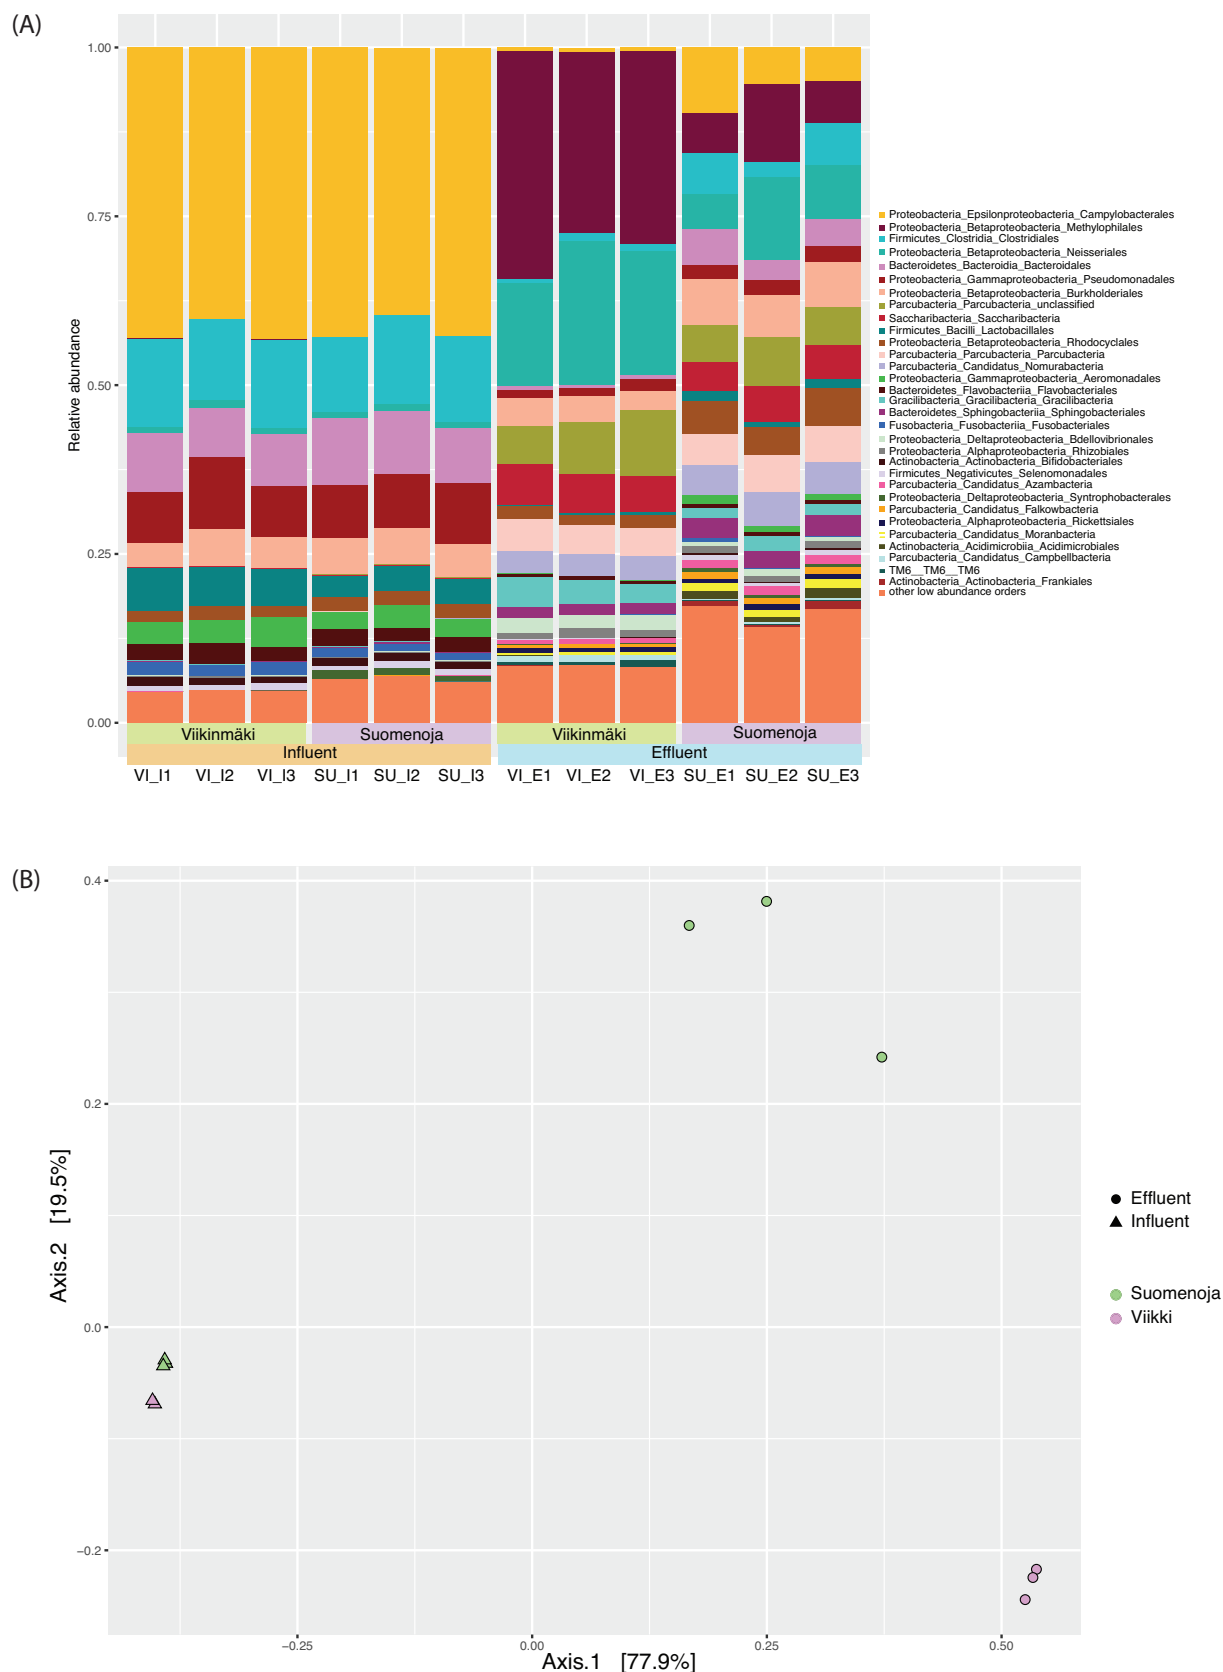 (A)
1.00
0.75
0.50
0.25
0.00
Relative abundance
Proteobacteria_Epsilonproteobacteria_Campylobacterales
Proteobacteria_Betaproteobacteria_Methylophilales
Firmicutes_Clostridia_Clostridiales
Proteobacteria_Betaproteobacteria_Neisseriales
Bacteroidetes_Bacteroidia_Bacteroidales
Proteobacteria_Gammaproteobacteria_Pseudomonadales
Proteobacteria_Betaproteobacteria_Burkholderiales
Parcubacteria_Parcubacteria_unclassified
Saccharibacteria_Saccharibacteria
Firmicutes_Bacilli_Lactobacillales
Proteobacteria_Betaproteobacteria_Rhodocyclales
Parcubacteria_Parcubacteria_Parcubacteria
Parcubacteria_Candidatus_Nomurabacteria
Proteobacteria_Gammaproteobacteria_Aeromonadales
Bacteroidetes_Flavobacteriia_Flavobacteriales
Gracilibacteria_Gracilibacteria_Gracilibacteria
Bacteroidetes_Sphingobacteriia_Sphingobacteriales
Fusobacteria_Fusobacteriia_Fusobacteriales
Proteobacteria_Deltaproteobacteria_Bdellovibrionales
Proteobacteria_Alphaproteobacteria_Rhizobiales
Actinobacteria_Actinobacteria_Bifidobacteriales
Firmicutes_Negativicutes_Selenomonadales
Parcubacteria_Candidatus_Azambacteria
Proteobacteria_Deltaproteobacteria_Syntrophobacterales
Parcubacteria_Candidatus_Falkowbacteria
Proteobacteria_Alphaproteobacteria_Rickettsiales
Parcubacteria_Candidatus_Moranbacteria
Actinobacteria_Acidimicrobiia_Acidimicrobiales
Parcubacteria_Candidatus_Campbellbacteria
TM6__TM6__TM6
Actinobacteria_Actinobacteria_Frankiales
other low abundance orders
Viikinmäki Suomenoja Viikinmäki Suomenoja
Influent Effluent
VI_I1 VI_I2 VI_I3 SU_I1 SU_I2 SU_I3 VI_E1 VI_E2 VI_E3 SU_E1 SU_E2 SU_E3
(B)
0.4
0.2
0.0
−0.2
Axis.2 [19.5%]
Effluent
Influent
Suomenoja
Viikki
−0.25 0.00 0.25 0.50
Axis.1 [77.9%]